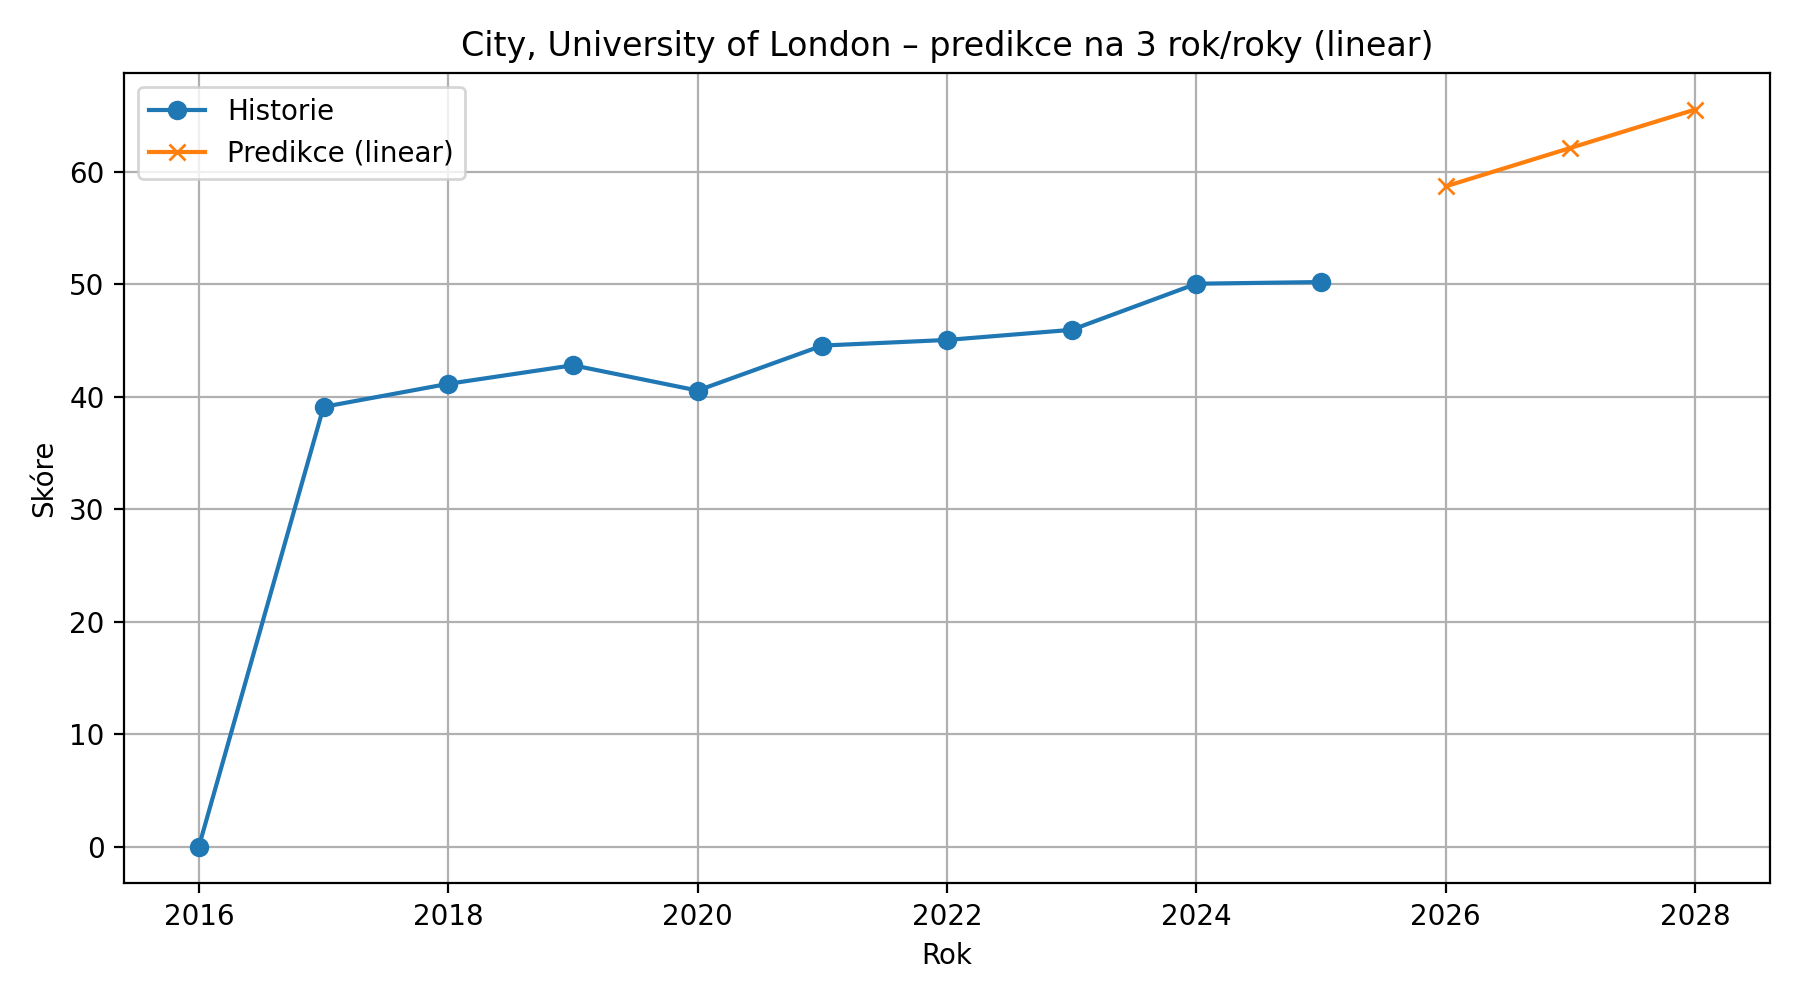 City, University of London – predikce na 3 rok/roky (linear)
Historie
Predikce (linear)
60
50
40
30
20
10
0
Skóre
2016 2018 2020 2022 2024 2026 2028
Rok